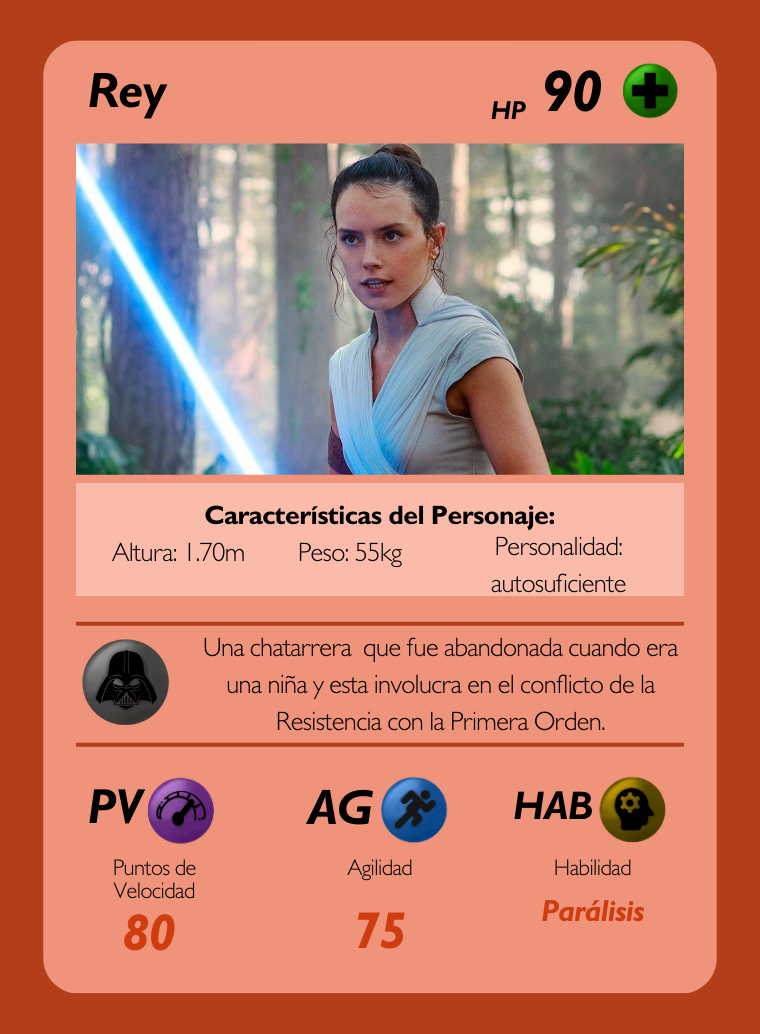 Rey
HP 90
Características del Personaje:
Altura: 1.70m Peso: 55kg Personalidad:
autosuficiente
Una chatarrera que fue abandonada cuando era
una niña y esta involucra en el conflicto de la
Resistencia con la Primera Orden.
PV AG HAB
Puntos de Agilidad Habilidad
Velocidad
80 75 Parálisis